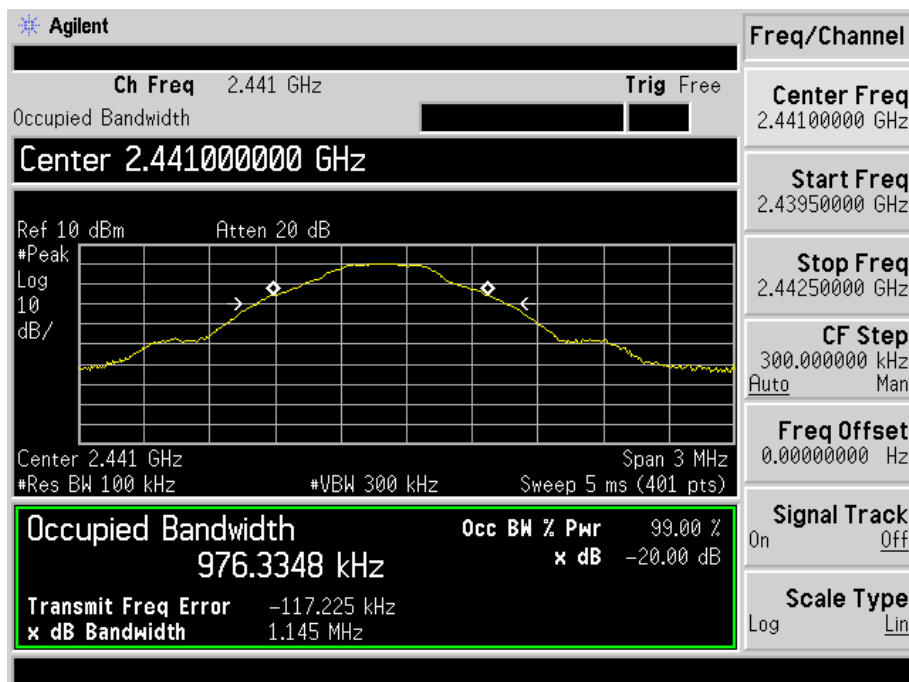 Agilent
Freq/Channel
Ch Freq 2.441 GHz Trig Free
Occupied Bandwidth
Center 2.441000000 GHz
Ref 10 dBm Atten 20 dB
#Peak
Log
10
dB/
Center 2.441 GHz Span 3 MHz
#Res BW 100 kHz #VBW 300 kHz Sweep 5 ms (401 pts)
Occupied Bandwidth Occ BW % Pwr 99.00 %
976.3348 kHz x dB -20.00 dB
Transmit Freq Error -117.225 kHz
x dB Bandwidth 1.145 MHz
Center Freq
2.44100000 GHz
Start Freq
2.43950000 GHz
Stop Freq
2.44250000 GHz
CF Step
300.000000 kHz
Auto Man
Freq Offset
0.00000000 Hz
Signal Track
On Off
Scale Type
Log Lin